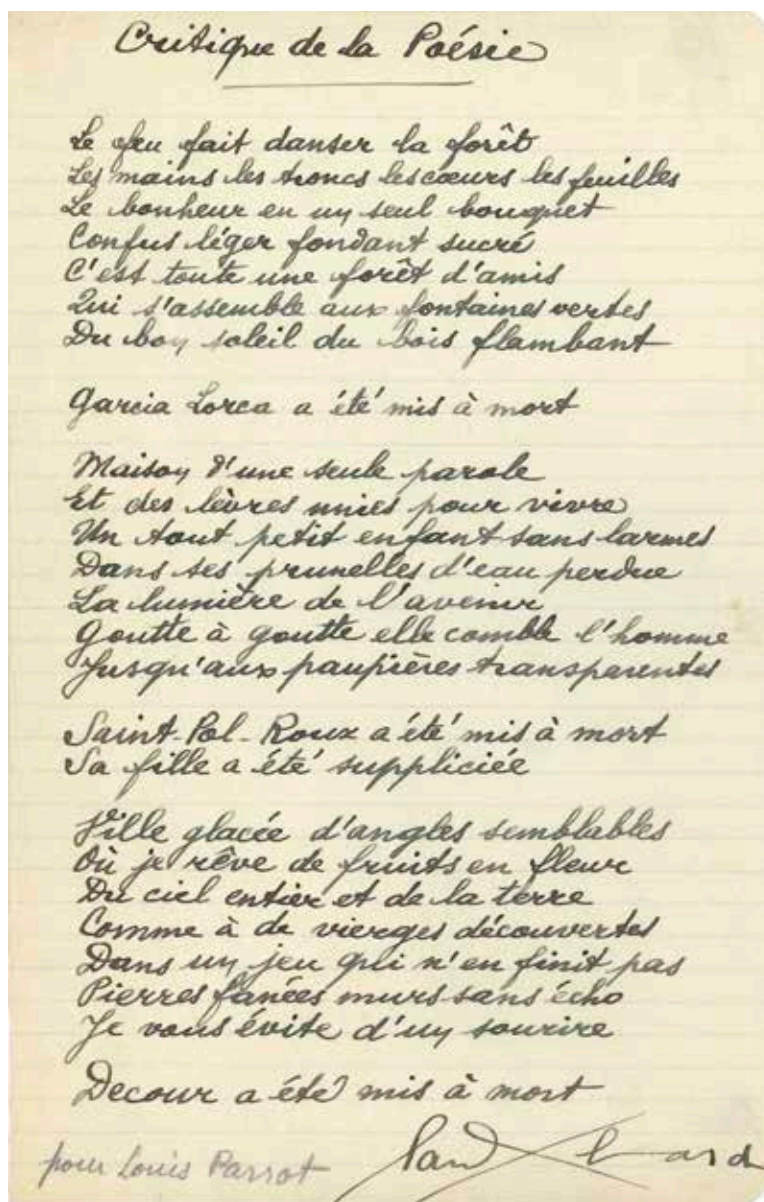 Critique de la Poésie
Le feu fait danser la forêt
Les mains les troncs les cœurs les feuilles
Le bonheur en un seul bouquet
Confus léger fondant sucré
C'est toute une forêt d'amis
Qui s'assemble aux fontaines vertes
Du bon soleil du bois flambant
Garcia Lorca a été mis à mort
Maison d'une seule parole
Et des lèvres unies pour vivre
Un tout petit enfant sans larmes
Dans ses prunelles d'eau perdue
La lumière de l'avenir
Goutte à goutte elle comble l'homme
Jusqu'aux paupières transparentes
Saint-Pol-Roux a été mis à mort
Sa fille a été suppliciée
Ville glacée d'angles semblables
Où je rêve de fruits en fleur
Du ciel entier et de la terre
Comme à de vierges découvertes
Dans un jeu qui n'en finit pas
Pierres fanées murs sans écho
Je vous évite d'un sourire
Decour a été mis à mort
pour Louis Parrot Paul Eluard